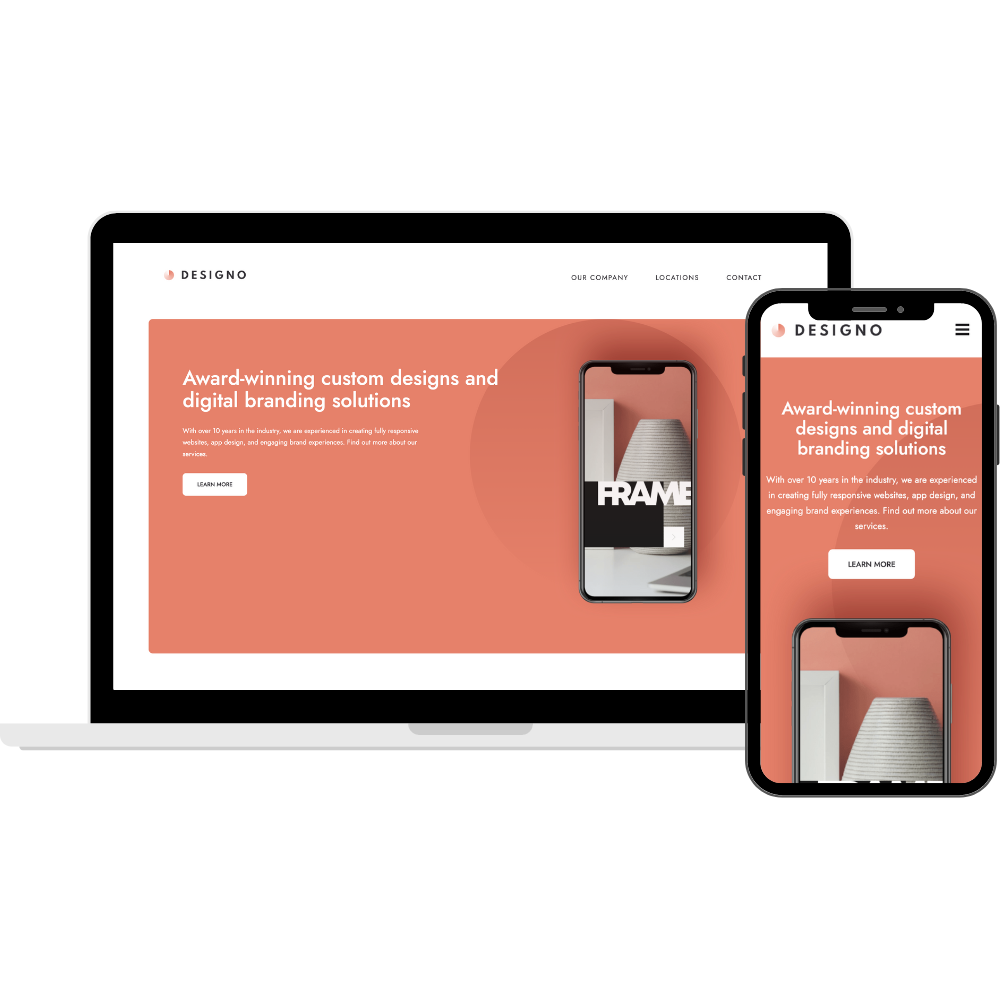 DESIGNO
OUR COMPANY LOCATIONS CONTACT
Award-winning custom designs and
digital branding solutions
With over 10 years in the industry, we are experienced in creating fully responsive
websites, app design, and engaging brand experiences. Find out more about our
services.
LEARN MORE
FRAME
DESIGNO
Award-winning custom
designs and digital
branding solutions
With over 10 years in the industry, we are experienced
in creating fully responsive websites, app design, and
engaging brand experiences. Find out more about our
services.
LEARN MORE